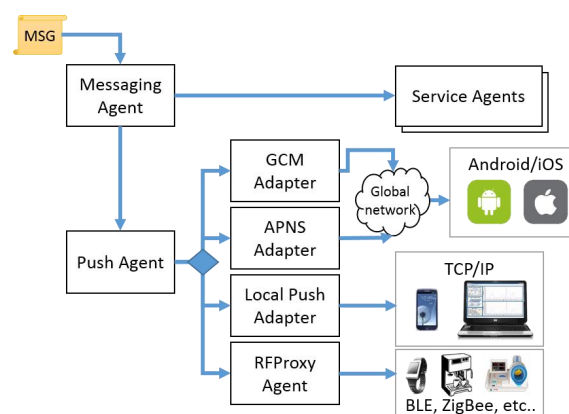 MSG
Messaging
Agent
Service Agents
GCM
Adapter
Global
network
Android/iOS
APNS
Adapter
Push Agent
Local Push
Adapter
TCP/IP
RFProxy
Agent
BLE, ZigBee, etc..